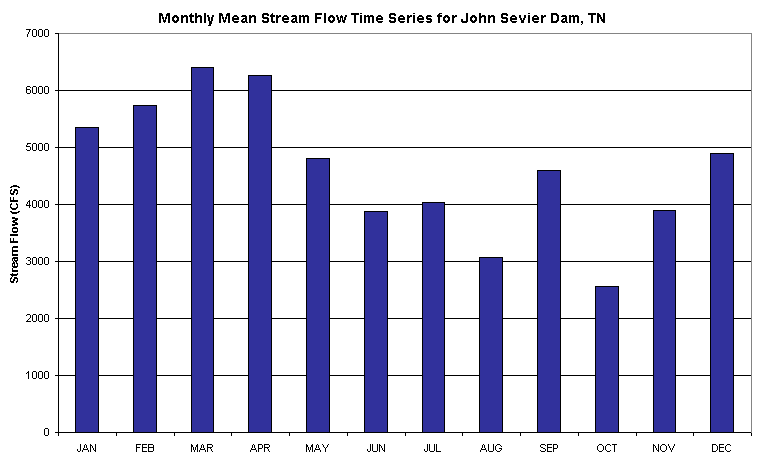 Monthly Mean Stream Flow Time Series for John Sevier Dam, TN
7000
6000
5000
4000
3000
2000
1000
0
Stream Flow (CFS)
JAN FEB MAR APR MAY JUN JUL AUG SEP OCT NOV DEC